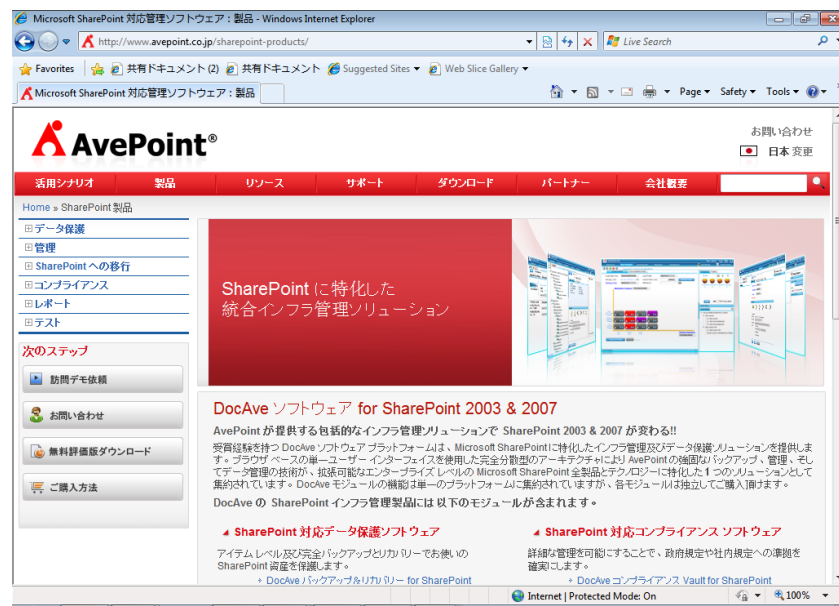 Microsoft SharePoint 対応管理ソフトウェア：製品 - Windows Internet Explorer
http://www.avepoint.co.jp/sharepoint-products/
Live Search
Favorites 共有ドキュメント (2) 共有ドキュメント Suggested Sites Web Slice Gallery
Microsoft SharePoint 対応管理ソフトウェア：製品
Page Safety Tools
AvePoint®
お問い合わせ
日本 変更
活用シナリオ 製品 リソース サポート ダウンロード パートナー 会社概要
Home » SharePoint 製品
データ保護
管理
SharePoint への移行
コンプライアンス
レポート
テスト
次のステップ
訪問デモ依頼
お問い合わせ
無料評価版ダウンロード
ご購入方法
SharePoint に特化した
統合インフラ管理ソリューション
DocAve ソフトウェア for SharePoint 2003 & 2007
AvePoint が提供する包括的なインフラ管理ソリューションで SharePoint 2003 & 2007 が変わる!!
受賞経験を持つ DocAve ソフトウェア プラットフォームは、Microsoft SharePointに特化したインフラ管理及びデータ保護ソリューションを提供しま
す。ブラウザ ベースの単一ユーザー インターフェイスを使用した完全分散型のアーキテクチャにより AvePointの強固なバックアップ、管理、そし
てデータ管理の技術が、拡張可能なエンタープライズ レベルの Microsoft SharePoint 全製品とテクノロジーに特化した 1 つのソリューションとして
集約されています。DocAve モジュールの機能は単一のプラットフォームに集約されていますが、各モジュールは独立してご購入頂けます。
DocAve の SharePoint インフラ管理製品には以下のモジュールが含まれます。
SharePoint 対応データ保護ソフトウェア
アイテム レベル及び完全バックアップとリカバリーでお使いの
SharePoint 資産を保護します。
DocAve バックアップ&リカバリー for SharePoint
SharePoint 対応コンプライアンス ソフトウェア
詳細な管理を可能にすることで、政府規定や社内規定への準拠を
確実にします。
DocAve コンプライアンス Vault for SharePoint
Internet | Protected Mode: On
100%